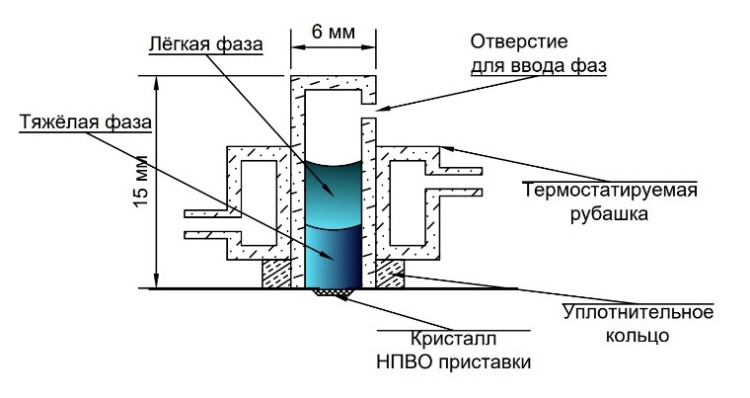 6 мм
Лёгкая фаза
Отверстие
для ввода фаз
Тяжёлая фаза
15 мм
Термостатируемая
рубашка
Уплотнительное
кольцо
Кристалл
НПВО приставки